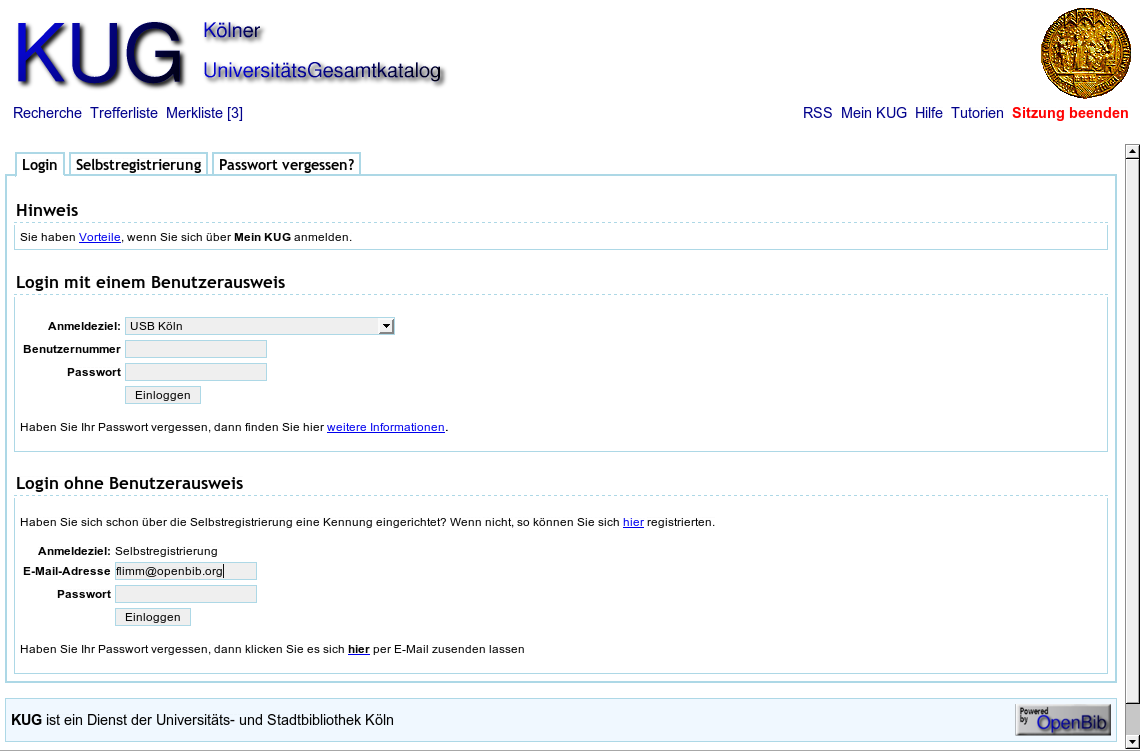 KUG
Kölner
UniversitätsGesamtkatalog
Recherche Trefferliste Merkliste [3]
RSS Mein KUG Hilfe Tutorien Sitzung beenden
Login Selbstregistrierung Passwort vergessen?
Hinweis
Sie haben Vorteile, wenn Sie sich über Mein KUG anmelden.
Login mit einem Benutzerausweis
Anmeldeziel: USB Köln
Benutzernummer
Passwort
Einloggen
Haben Sie Ihr Passwort vergessen, dann finden Sie hier weitere Informationen.
Login ohne Benutzerausweis
Haben Sie sich schon über die Selbstregistrierung eine Kennung eingerichtet? Wenn nicht, so können Sie sich hier registrierten.
Anmeldeziel: Selbstregistrierung
E-Mail-Adresse flimm@openbib.org
Passwort
Einloggen
Haben Sie Ihr Passwort vergessen, dann klicken Sie es sich hier per E-Mail zusenden lassen
KUG ist ein Dienst der Universitäts- und Stadtbibliothek Köln
Powered
by OpenBib